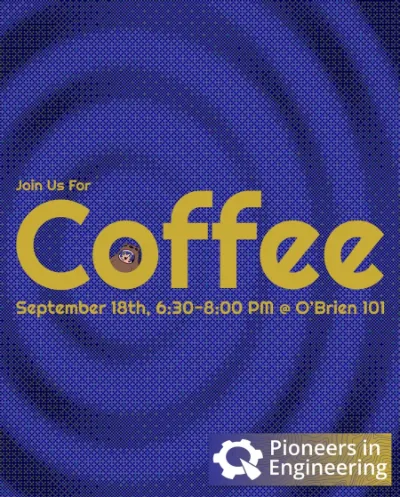 Join Us For
Coffee
September 18th, 6:30-8:00 PM @ O'Brien 101
Pioneers in
Engineering